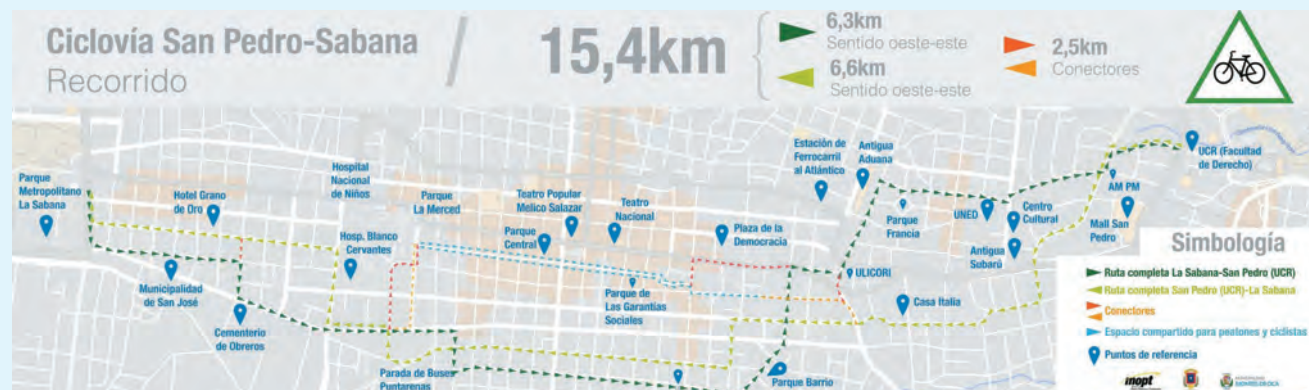 Ciclovía San Pedro-Sabana
Recorrido
15,4km
6,3km
Sentido oeste-este
6,6km
Sentido oeste-este
2,5km
Conectores
Parque
Metropolitano
La Sabana
Hotel Grano
de Oro
Hospital
Nacional
de Niños
Parque
La Merced
Teatro Popular
Melico Salazar
Teatro
Nacional
Estación de
Ferrocarril
al Atlántico
Antigua
Aduana
UCR (Facultad
de Derecho)
AM PM
Hosp. Blanco
Cervantes
Parque
Central
Plaza de la
Democracia
Parque
Francia
UNED
Centro
Cultural
Mall San
Pedro
Municipalidad
de San José
Antigua
Subarú
ULICORI
Cementerio
de Obreros
Parque de
Las Garantías
Sociales
Casa Italia
Parada de Buses
Puntarenas
Parque Barrio
Simbología
Ruta completa La Sabana-San Pedro (UCR)
Ruta completa San Pedro (UCR)-La Sabana
Conectores
Espacio compartido para peatones y ciclistas
Puntos de referencia
mopt
MONTES DE OCA